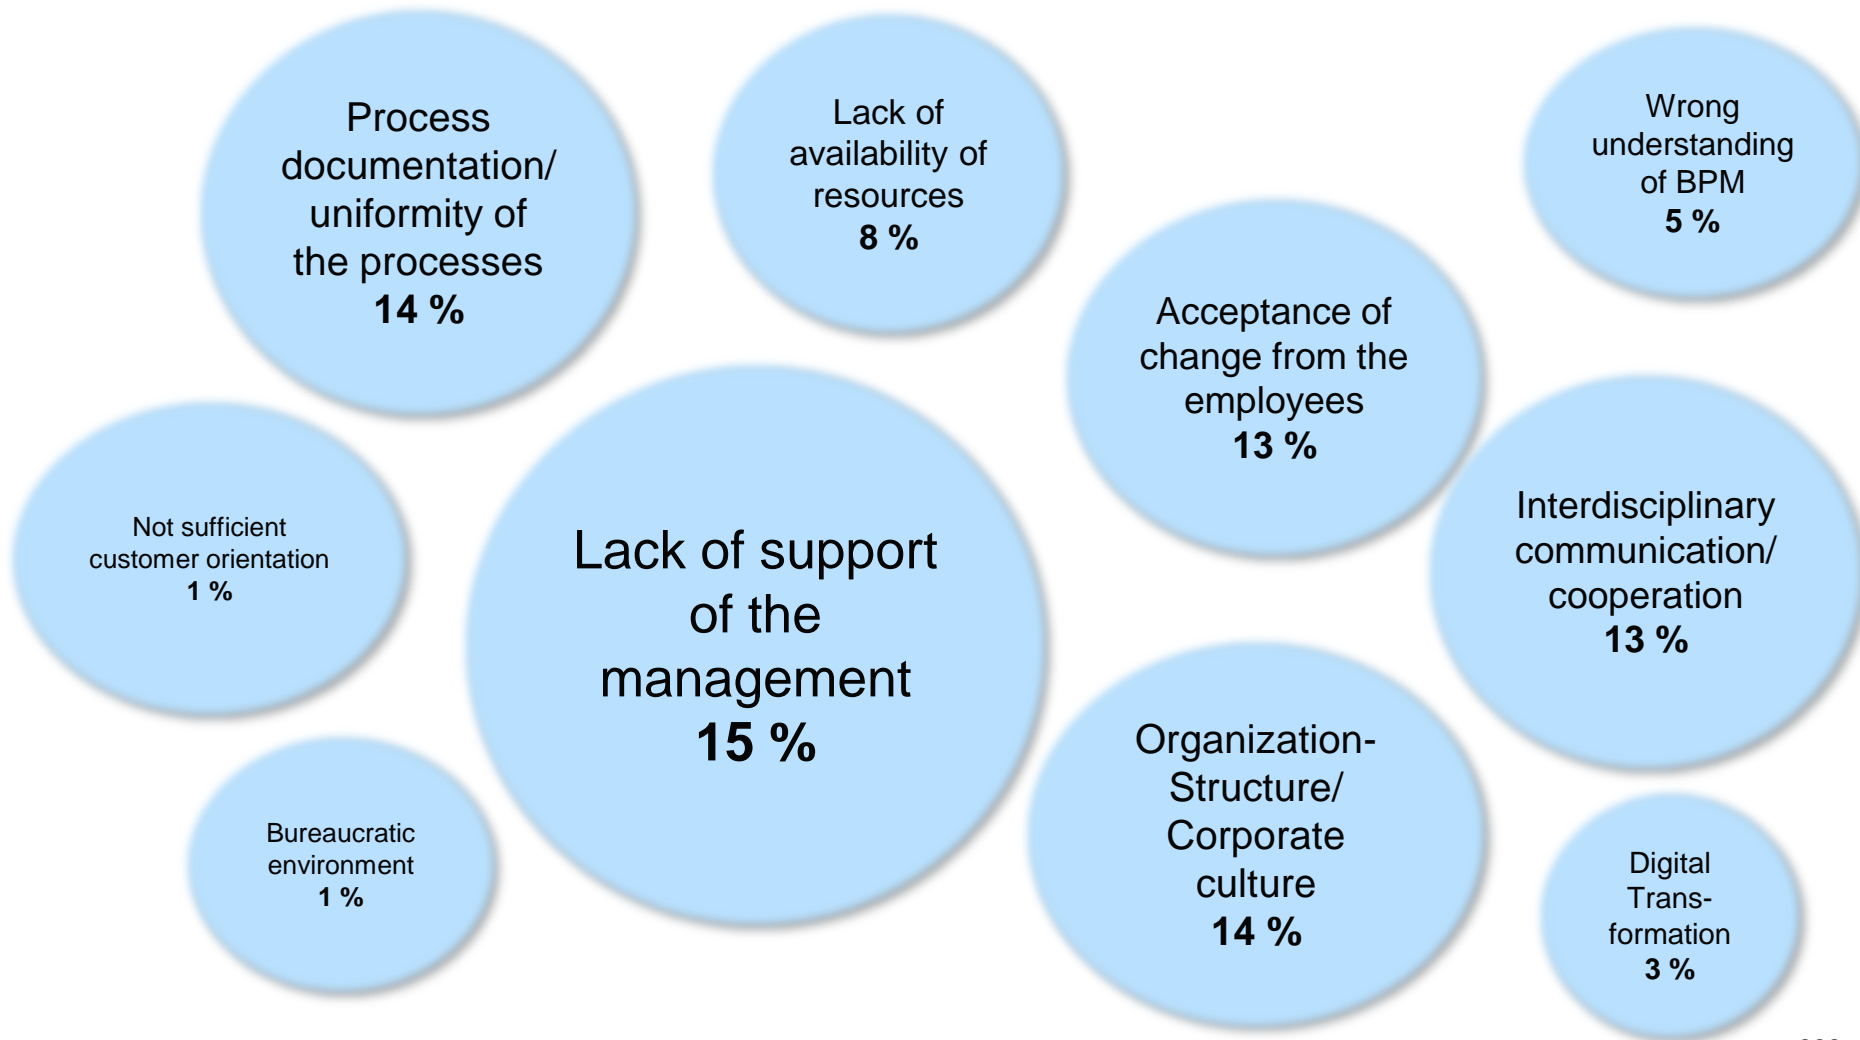 Process
documentation/
uniformity of
the processes
14 %
Lack of
availability of
resources
8 %
Wrong
understanding
of BPM
5 %
Acceptance of
change from the
employees
13 %
Not sufficient
customer orientation
1 %
Lack of support
of the
management
15 %
Interdisciplinary
communication/
cooperation
13 %
Organization-
Structure/
Corporate
culture
14 %
Bureaucratic
environment
1 %
Digital
Trans-
formation
3 %